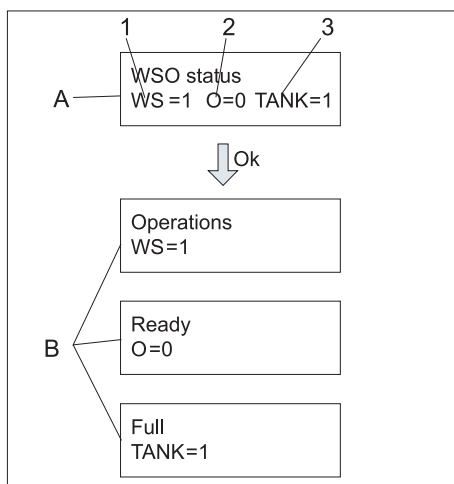 1 2 3
WSO status
A
WS =1 O=0 TANK=1
Ok
Operations
WS=1
Ready
B
O=0
Full
TANK=1